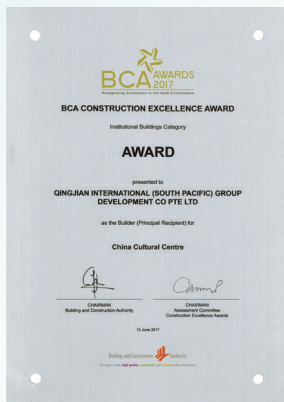 BCA AWARDS 2017
Recognising Excellence in the Built Environment
BCA CONSTRUCTION EXCELLENCE AWARD
Institutional Buildings Category
AWARD
presented to
QINGJIAN INTERNATIONAL (SOUTH PACIFIC) GROUP
DEVELOPMENT CO PTE LTD
as the Builder (Principal Recipient) for
China Cultural Centre
CHAIRMAN
Building and Construction Authority
CHAIRMAN
Assessment Committee
Construction Excellence Awards
13 June 2017
Building and Construction Authority